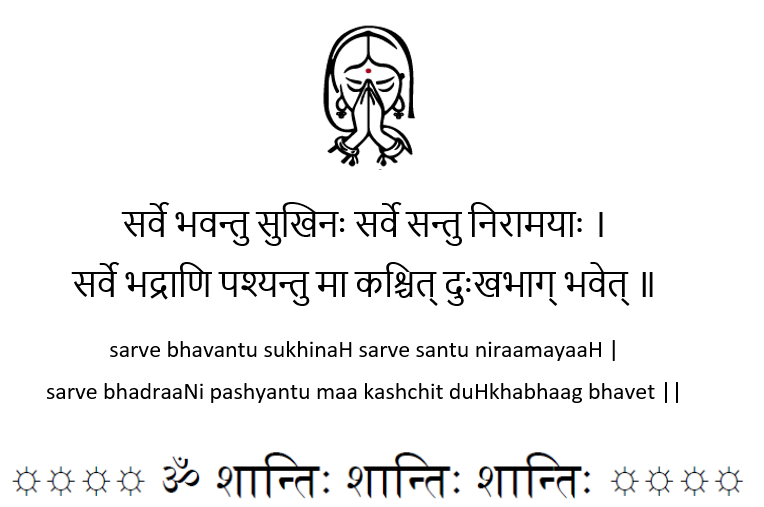 सर्वे भवन्तु सुखिनः सर्वे सन्तु निरामयाः ।
सर्वे भद्राणि पश्यन्तु मा कश्चित् दुःखभाग् भवेत् ॥
sarve bhavantu sukhinaH sarve santu niraamayaaH |
sarve bhadraaNi pashyantu maa kashchit duHkhabhaag bhavet ||
☼☼☼☼ ॐ शान्तिः शान्तिः शान्तिः ☼☼☼☼